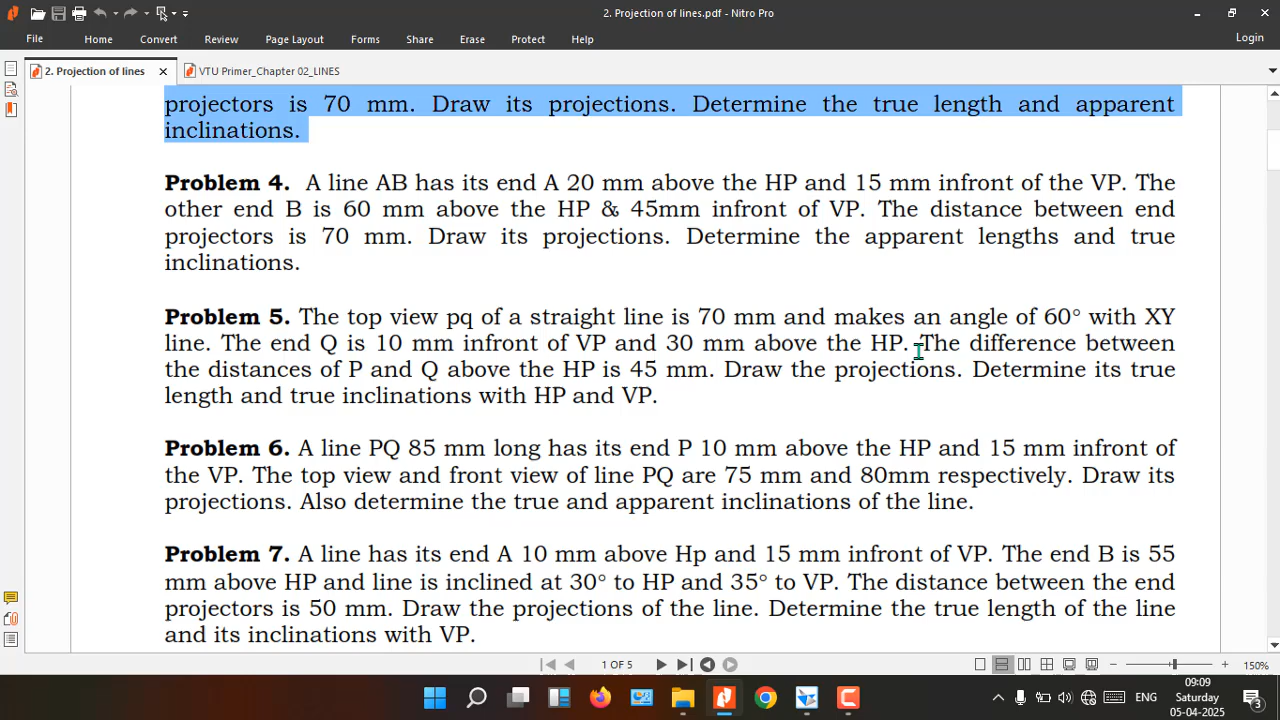 2. Projection of lines.pdf - Nitro Pro
File Home Convert Review Page Layout Forms Share Erase Protect Help Login
2. Projection of lines VTU Primer_Chapter 02_LINES
projectors is 70 mm. Draw its projections. Determine the true length and apparent
inclinations.
Problem 4. A line AB has its end A 20 mm above the HP and 15 mm infront of the VP. The
other end B is 60 mm above the HP & 45mm infront of VP. The distance between end
projectors is 70 mm. Draw its projections. Determine the apparent lengths and true
inclinations.
Problem 5. The top view pq of a straight line is 70 mm and makes an angle of 60° with XY
line. The end Q is 10 mm infront of VP and 30 mm above the HP. The difference between
the distances of P and Q above the HP is 45 mm. Draw the projections. Determine its true
length and true inclinations with HP and VP.
Problem 6. A line PQ 85 mm long has its end P 10 mm above the HP and 15 mm infront of
the VP. The top view and front view of line PQ are 75 mm and 80mm respectively. Draw its
projections. Also determine the true and apparent inclinations of the line.
Problem 7. A line has its end A 10 mm above Hp and 15 mm infront of VP. The end B is 55
mm above HP and line is inclined at 30° to HP and 35° to VP. The distance between the end
projectors is 50 mm. Draw the projections of the line. Determine the true length of the line
and its inclinations with VP.
1 OF 5 150%
ENG 09:09
Saturday
05-04-2025 3